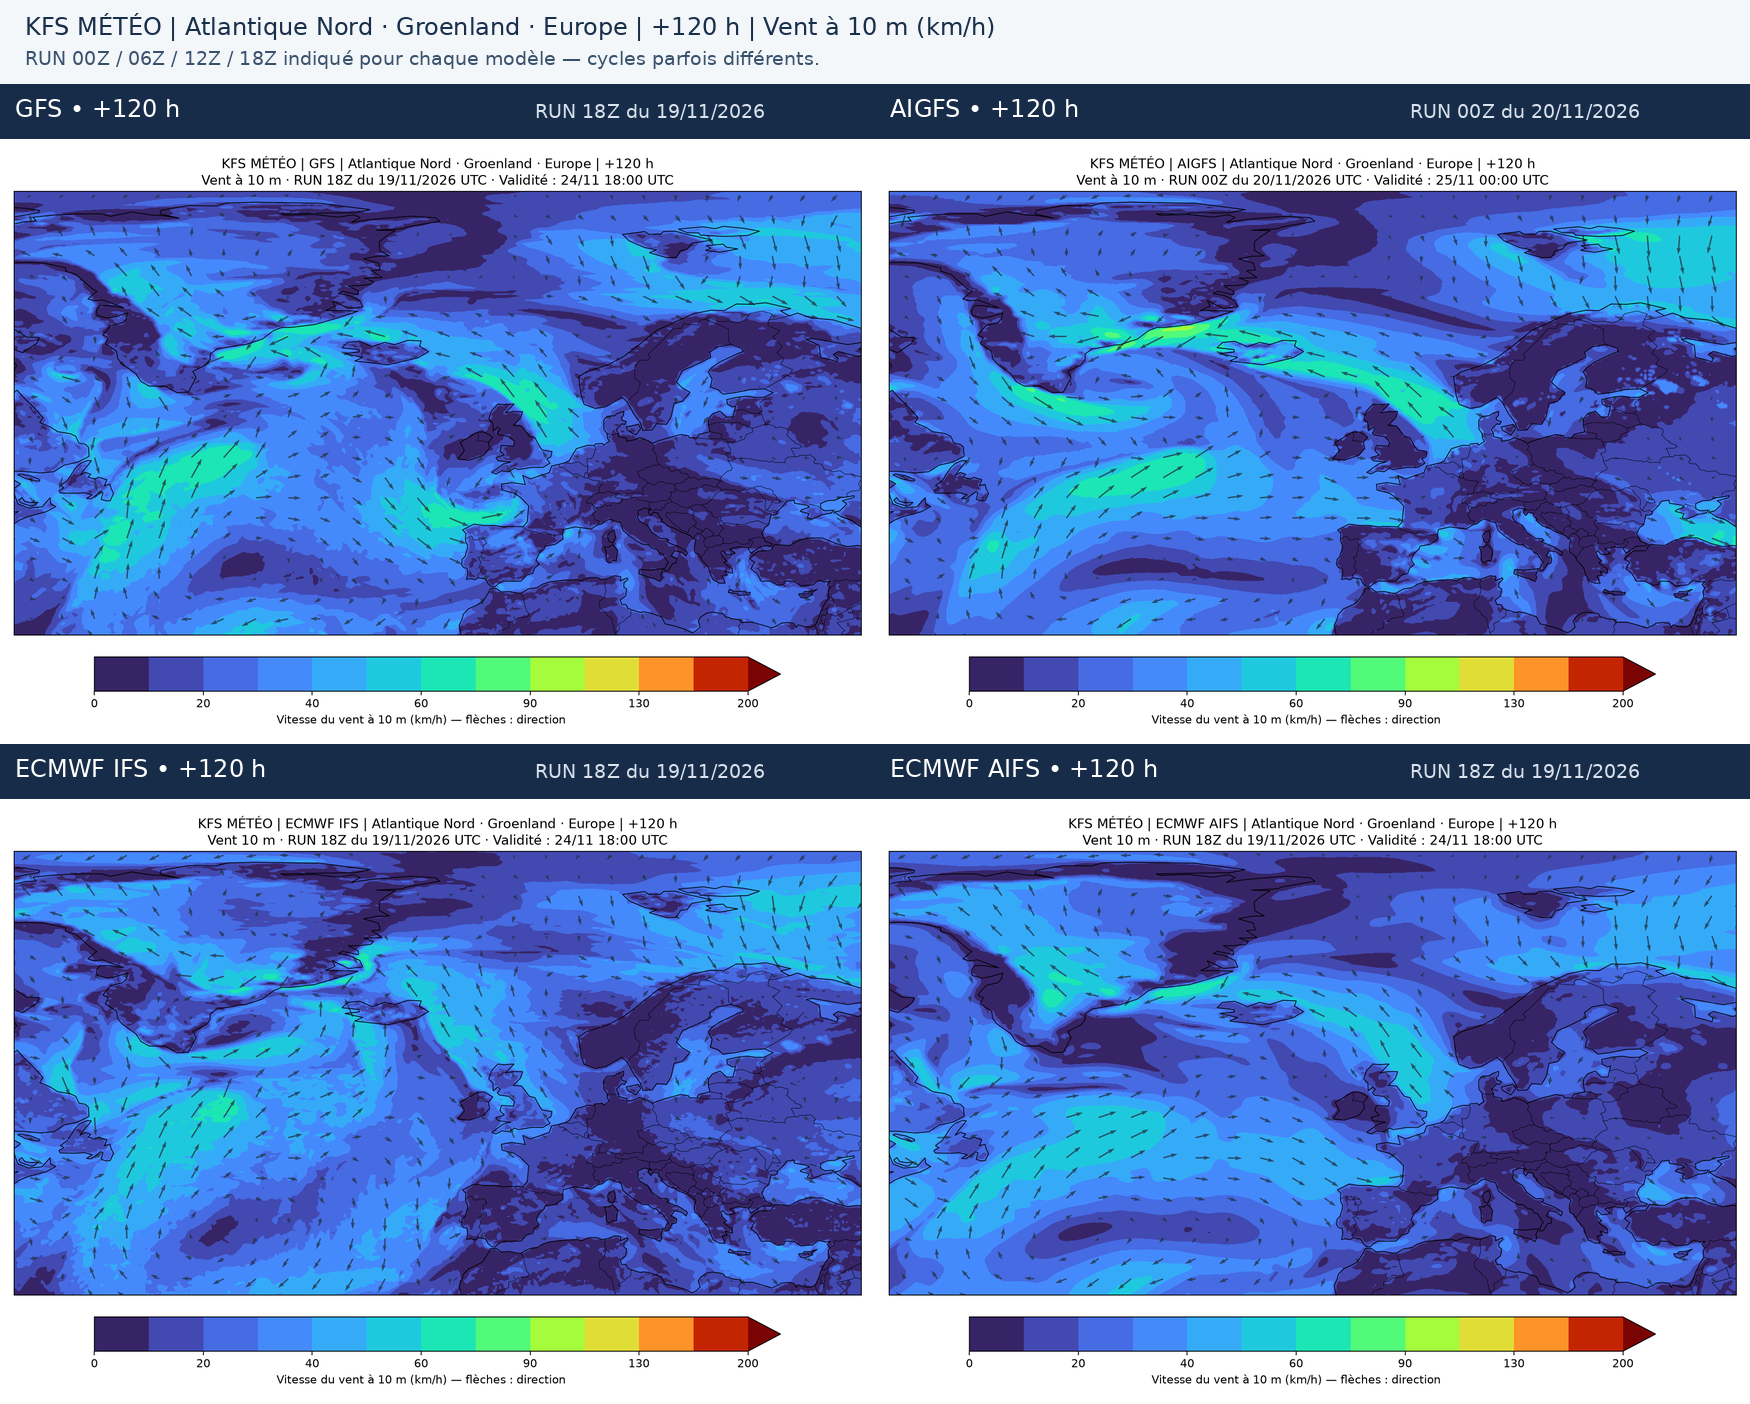 KFS MÉTÉO | Atlantique Nord · Groenland · Europe | +120 h | Vent à 10 m (km/h)
RUN 00Z / 06Z / 12Z / 18Z indiqué pour chaque modèle — cycles parfois différents.
GFS • +120 h
RUN 18Z du 19/11/2026
KFS MÉTÉO | GFS | Atlantique Nord · Groenland · Europe | +120 h
Vent à 10 m · RUN 18Z du 19/11/2026 UTC · Validité : 24/11 18:00 UTC
0 20 40 60 90 130 200
Vitesse du vent à 10 m (km/h) — flèches : direction
AIGFS • +120 h
RUN 00Z du 20/11/2026
KFS MÉTÉO | AIGFS | Atlantique Nord · Groenland · Europe | +120 h
Vent à 10 m · RUN 00Z du 20/11/2026 UTC · Validité : 25/11 00:00 UTC
0 20 40 60 90 130 200
Vitesse du vent à 10 m (km/h) — flèches : direction
ECMWF IFS • +120 h
RUN 18Z du 19/11/2026
KFS MÉTÉO | ECMWF IFS | Atlantique Nord · Groenland · Europe | +120 h
Vent 10 m · RUN 18Z du 19/11/2026 UTC · Validité : 24/11 18:00 UTC
0 20 40 60 90 130 200
Vitesse du vent à 10 m (km/h) — flèches : direction
ECMWF AIFS • +120 h
RUN 18Z du 19/11/2026
KFS MÉTÉO | ECMWF AIFS | Atlantique Nord · Groenland · Europe | +120 h
Vent 10 m · RUN 18Z du 19/11/2026 UTC · Validité : 24/11 18:00 UTC
0 20 40 60 90 130 200
Vitesse du vent à 10 m (km/h) — flèches : direction